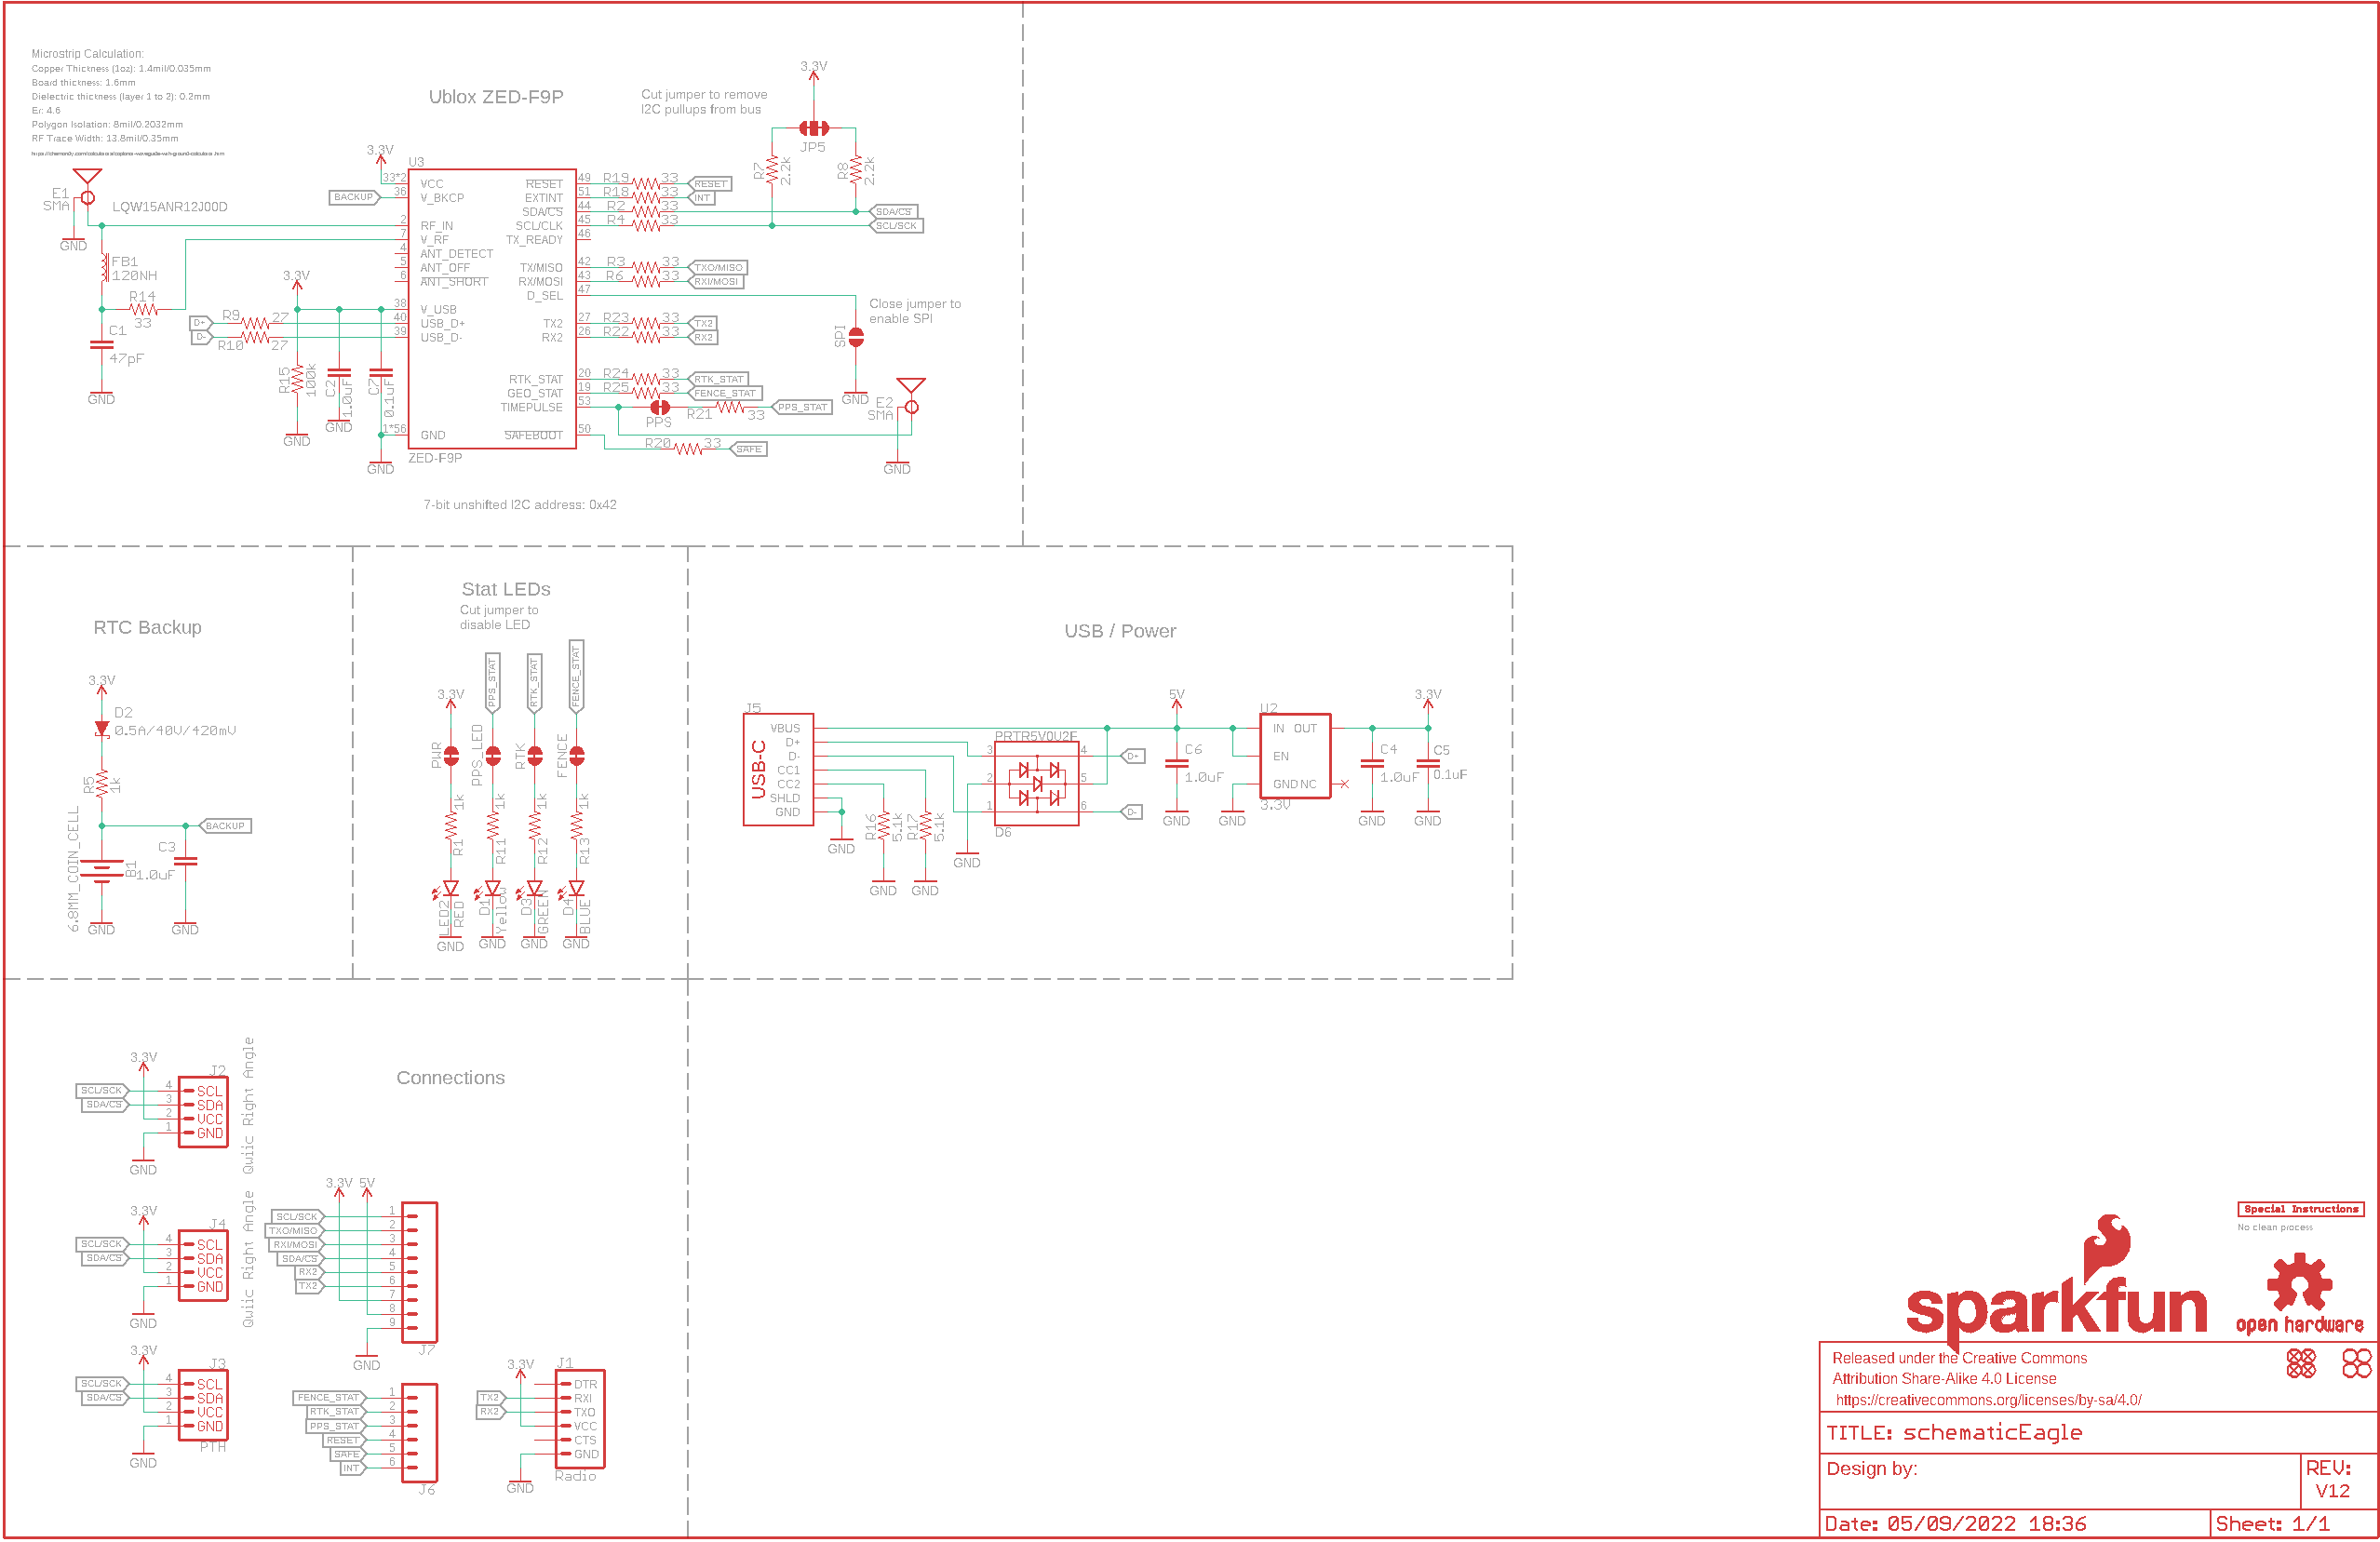 Microstrip Calculation:
Copper Thickness (1oz): 1.4mil/0.035mm
Board thickness: 1.6mm
Dielectric thickness (layer 1 to 2): 0.2mm
Er: 4.6
Polygon Isolation: 8mil/0.2032mm
RF Trace Width: 13.8mil/0.35mm
Ublox ZED-F9P
Cut jumper to remove
I2C pullups from bus
3.3V
JP5
R7
2.2k
R8
2.2k
E1
SMA
GND
LQW15ANR12J00D
FB1
120NH
R14
33
C1
47pF
GND
3.3V
U3
33*2 VCC
BACKUP 36 V_BKCP
2 RF_IN
7 V_RF
4 ANT_DETECT
5 ANT_OFF
6 ANT_SHORT
3.3V
38 V_USB
D+ R9 27 40 USB_D+
D- R10 27 39 USB_D-
R15
100k
GND
C2
1.0uF
GND
C7
0.1uF
1*56 GND
GND
ZED-F9P
RESET 49 R19 33 RESET
EXTINT 51 R18 33 INT
SDA/CS 44 R2 33 SDA/CS
SCL/CLK 45 R4 33 SCL/SCK
TX_READY 46
TX/MISO 42 R3 33 TXO/MISO
RX/MOSI 43 R6 33 RXI/MOSI
D_SEL 47
TX2 27 R23 33 TX2
RX2 26 R22 33 RX2
RTK_STAT 20 R24 33 RTK_STAT
GEO_STAT 19 R25 33 FENCE_STAT
TIMEPULSE 53 PPS R21 33 PPS_STAT
SAFEBOOT 50 R20 33 SAFE
Close jumper to
enable SPI
SPI
GND
E2
SMA
GND
7-bit unshifted I2C address: 0x42
RTC Backup
3.3V
D2
0.5A/40V/420mV
R5
1k
BACKUP
6.8MM_COIN_CELL
B1
C3
1.0uF
GND
GND
Stat LEDs
Cut jumper to
disable LED
3.3V
PPS_STAT
RTK_STAT
FENCE_STAT
PWR
PPS_LED
RTK
FENCE
R1 1k
R11 1k
R12 1k
R13 1k
LED2
RED
D1
Yellow
D3
GREEN
D4
BLUE
GND
GND
GND
GND
USB / Power
J5
USB-C
VBUS
D+
D-
CC1
CC2
SHLD
GND
GND
R16
5.1k
GND
R17
5.1k
GND
PRTR5V0U2F
3 4 D+
2 5
1 6 D-
D6
GND
5V
C6
1.0uF
GND
U2
IN OUT
EN
GND NC
3.3V
GND
3.3V
C4
1.0uF
GND
C5
0.1uF
GND
Connections
3.3V
J2
SCL/SCK 4 SCL
SDA/CS 3 SDA
2 VCC
1 GND
GND
Qwiic Right Angle
3.3V
J4
SCL/SCK 4 SCL
SDA/CS 3 SDA
2 VCC
1 GND
GND
Qwiic Right Angle
3.3V
J3
SCL/SCK 4 SCL
SDA/CS 3 SDA
2 VCC
1 GND
PTH
GND
3.3V 5V
SCL/SCK 1
TXO/MISO 2
RXI/MOSI 3
SDA/CS 4
RX2 5
TX2 6
7
8
9
J7
GND
FENCE_STAT 1
RTK_STAT 2
PPS_STAT 3
RESET 4
SAFE 5
INT 6
J6
3.3V
J1
DTR
TX2 RXI
RX2 TXO
VCC
CTS
GND
Radio
GND
Special Instructions
No clean process
sparkfun
open hardware
Released under the Creative Commons
Attribution Share-Alike 4.0 License
https://creativecommons.org/licenses/by-sa/4.0/
TITLE: schematicEagle
Design by:
REV:
V12
Date: 05/09/2022 18:36
Sheet: 1/1